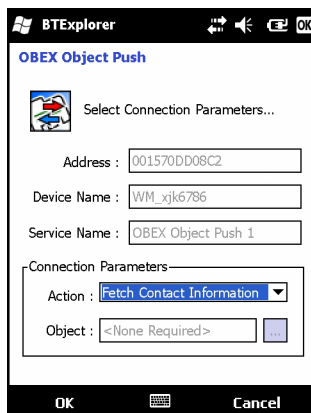 BTExplorer OK
OBEX Object Push
Select Connection Parameters...
Address : 001570DD08C2
Device Name : WM_xjk6786
Service Name : OBEX Object Push 1
Connection Parameters
Action : Fetch Contact Information
Object : <None Required> ...
OK Cancel